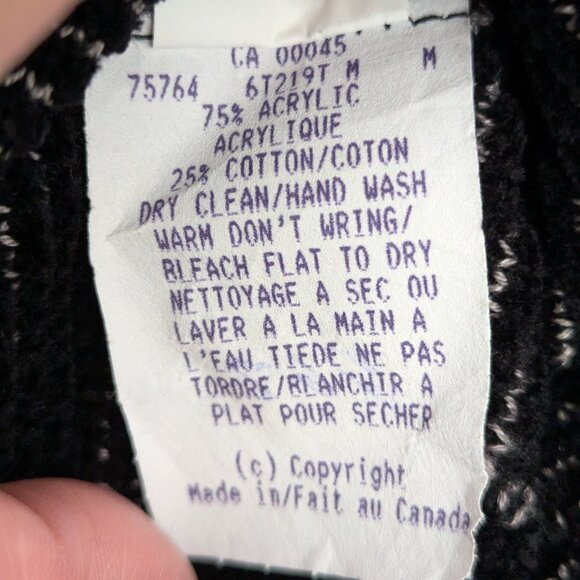 CA 00045
75764 6T219T M M
75% ACRYLIC
ACRYLIQUE
25% COTTON/COTON
DRY CLEAN/HAND WASH
WARM DON'T WRING/
BLEACH FLAT TO DRY
NETTOYAGE A SEC OU
LAVER A LA MAIN A
L'EAU TIEDE NE PAS
TORDRE/BLANCHIR A
PLAT POUR SECHER
(c) Copyright
Made in/Fait au Canada